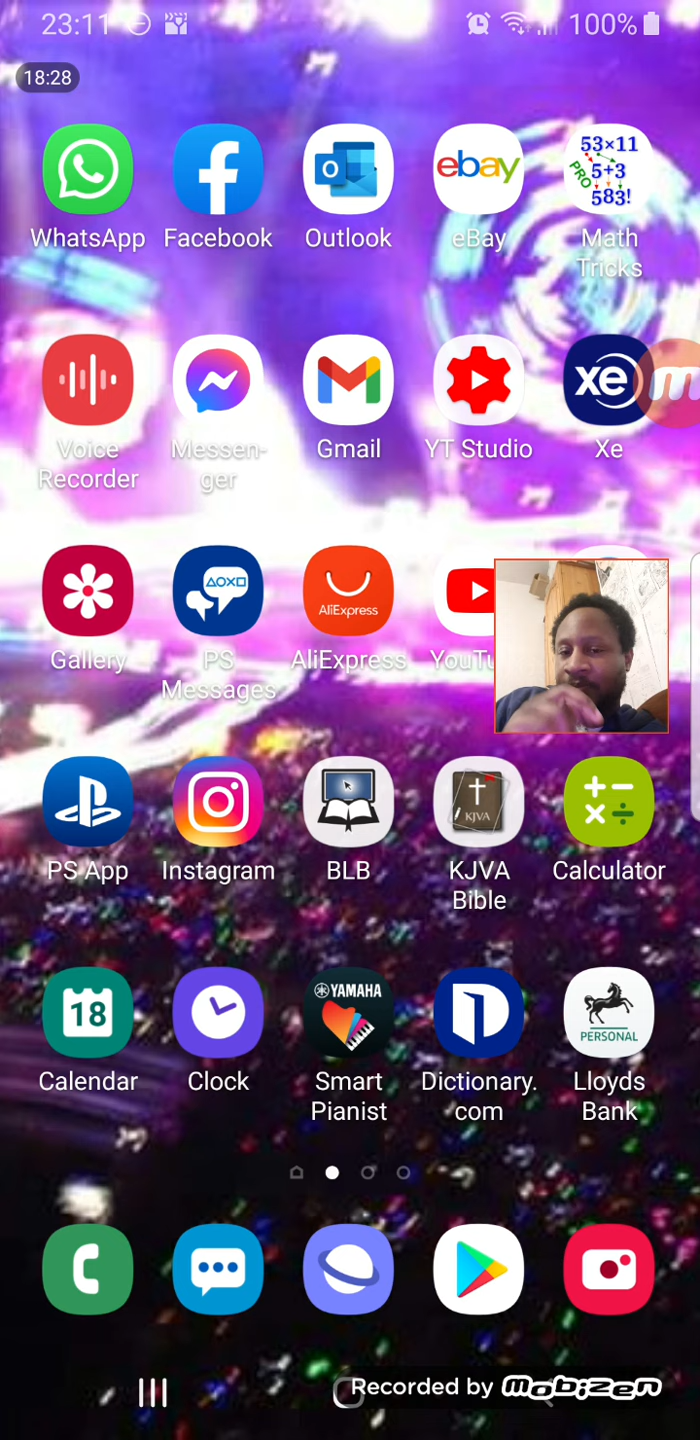 23:11
100%
18:28
53×11
5+3
PRO
583!
ebay
WhatsApp
Facebook
Outlook
eBay
Math
Tricks
xe
m
Voice
Recorder
Messen-
ger
Gmail
YT Studio
Xe
AliExpress
Gallery
PS
Messages
AliExpress
YouTu
KJVA
PS App
Instagram
BLB
KJVA
Bible
Calculator
18
YAMAHA
PERSONAL
Calendar
Clock
Smart
Pianist
Dictionary.
com
Lloyds
Bank
Recorded by mobizen